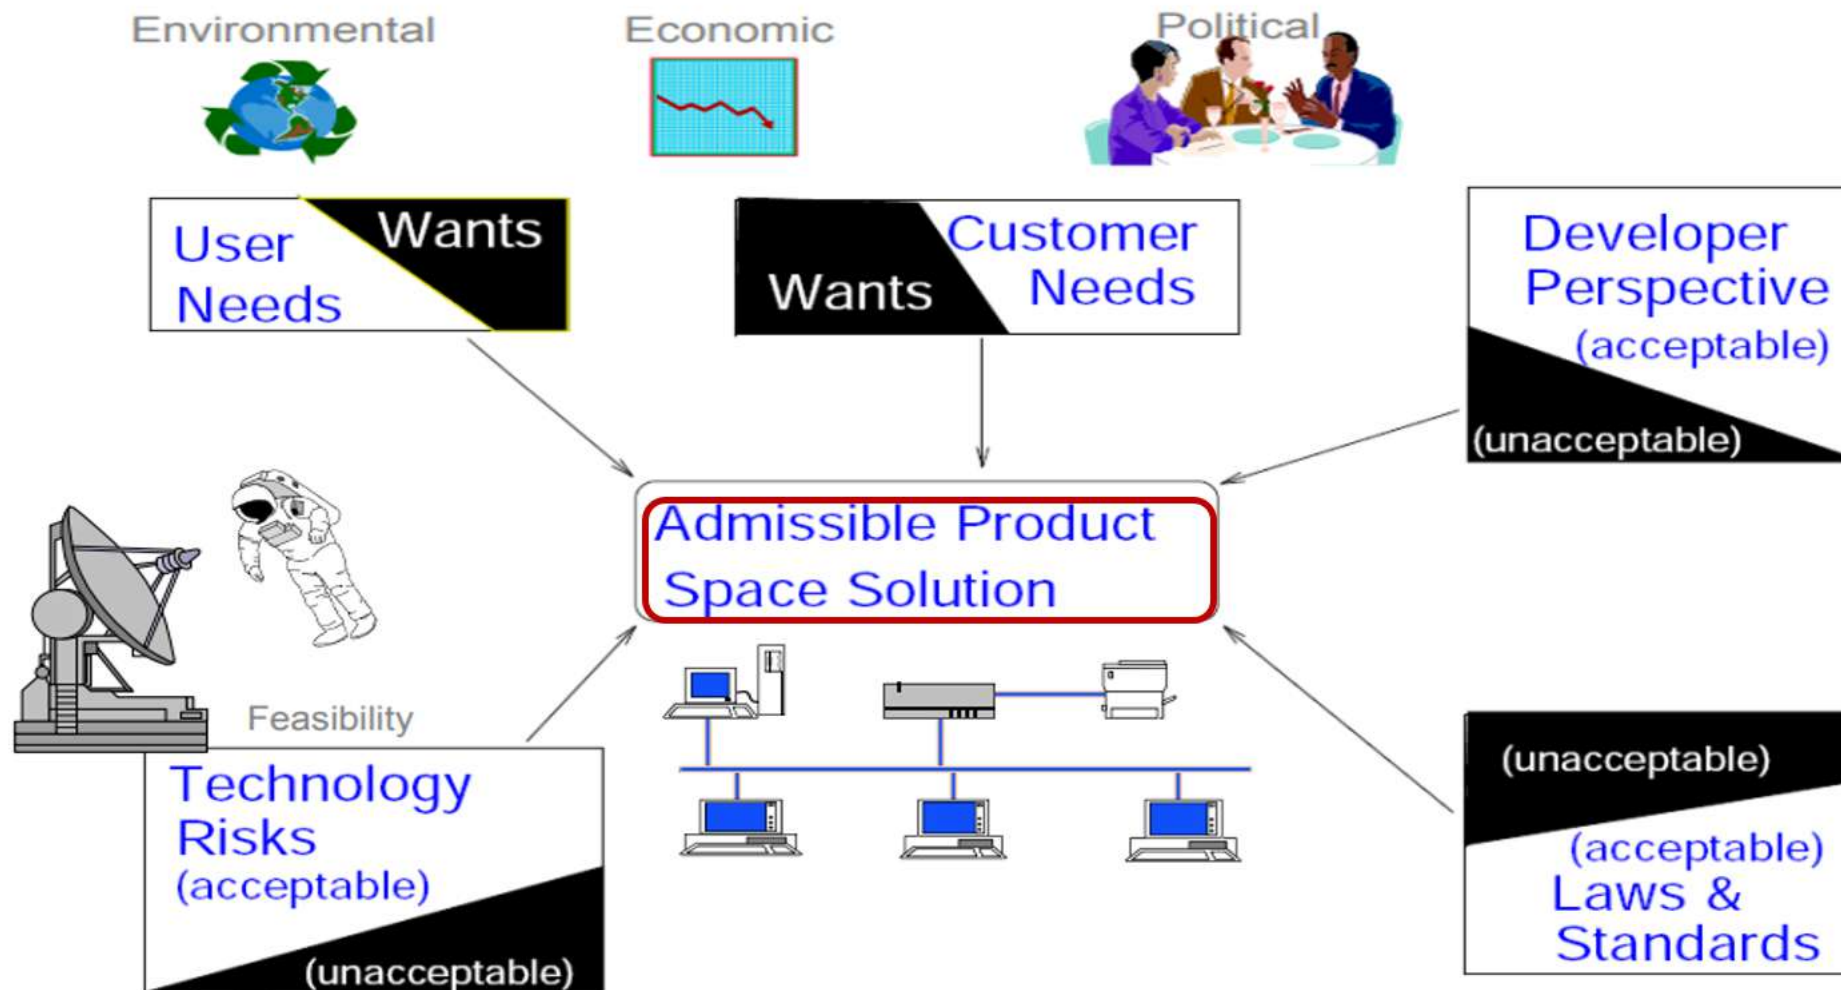 Environmental
Economic
Political
User
Needs
Wants
Wants
Customer
Needs
Developer
Perspective
(acceptable)
(unacceptable)
Admissible Product
Space Solution
Feasibility
Technology
Risks
(acceptable)
(unacceptable)
(unacceptable)
(acceptable)
Laws &
Standards